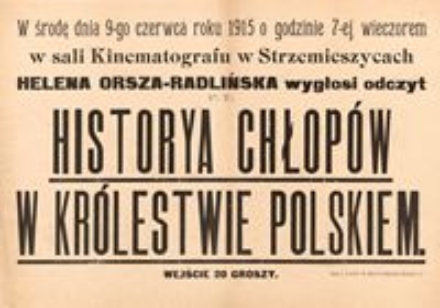 W środę dnia 9-go czerwca roku 1915 o godzinie 7-ej wieczorem
w sali Kinematografu w Strzemieszycach
HELENA ORSZA-RADLIŃSKA wygłosi odczyt
HISTORYA CHŁOPÓW
W KRÓLESTWIE POLSKIEM.
WEJŚCIE 20 GROSZY.